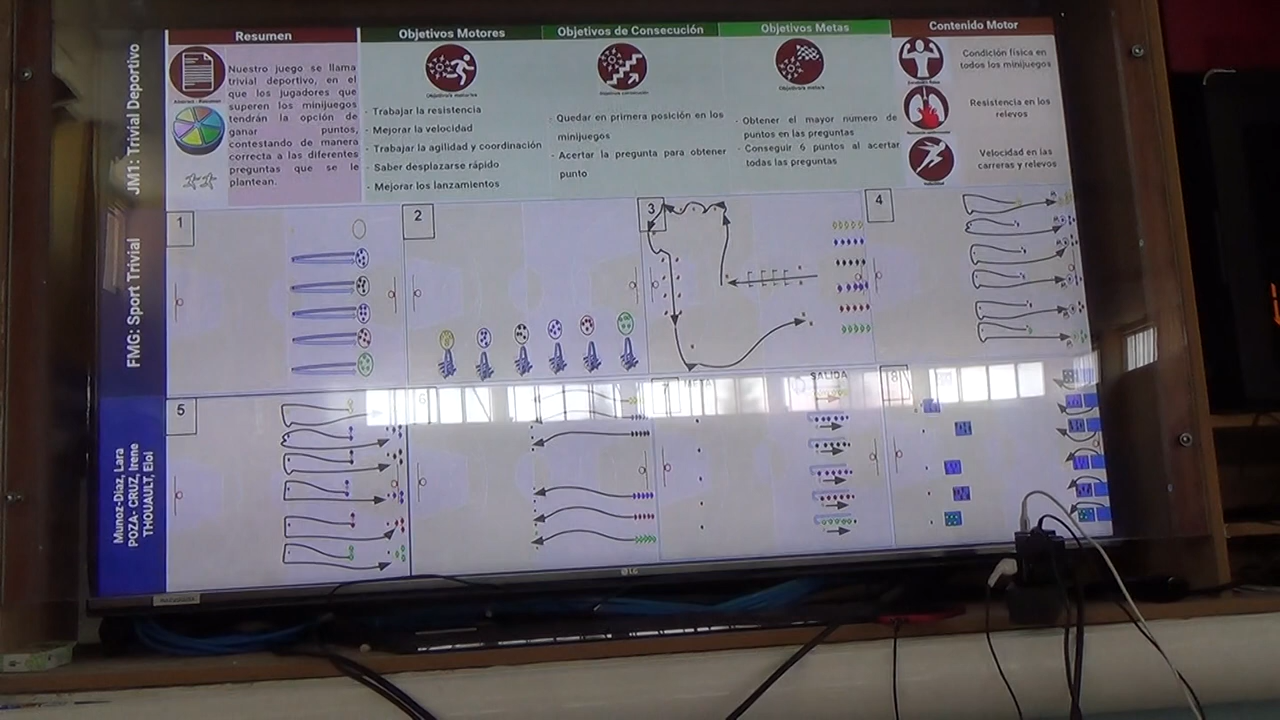 JM1: Trivial Deportivo
FMG: Sport Trivial
Munoz-Diaz, Lara
POZA- CRUZ, Irene
THOUAULT, Eloi
Resumen
Nuestro juego se llama
trivial deportivo, en el
que los jugadores que
superen los minijuegos
tendrán la opción de
ganar puntos,
contestando de manera
correcta a las diferentes
preguntas que se le
plantean.
Objetivos Motores
- Trabajar la resistencia
- Mejorar la velocidad
- Trabajar la agilidad y coordinación
- Saber desplazarse rápido
- Mejorar los lanzamientos
Objetivos de Consecución
- Quedar en primera posición en los
minijuegos
- Acertar la pregunta para obtener
punto
Objetivos Metas
- Obtener el mayor numero de
puntos en las preguntas
- Conseguir 6 puntos al acertar
todas las preguntas
Contenido Motor
Condición física en
todos los minijuegos
Resistencia en los
relevos
Velocidad en las
carreras y relevos
1
2
3
4
5
6
7
META
SALIDA
8
LG